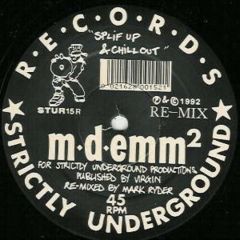 R·E·C·O·R·D·S
"SPLIF UP
& CHILL OUT"
STUR15R
℗ & © 1992
RE-MIX
m·d·emm²
FOR STRICTLY UNDERGROUND PRODUCTIONS
PUBLISHED BY VIRGIN
RE-MIXED BY MARK RYDER
45
RPM
STRICTLY UNDERGROUND